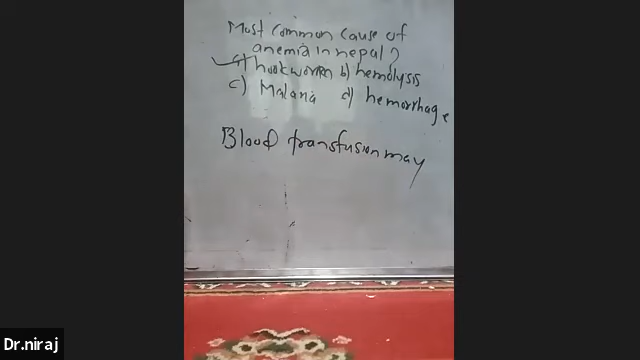 Most common cause of
anemia in nepal?
a) hookworm b) hemolysis
c) Malaria d) hemorrhage
Blood transfusion may
Dr.niraj